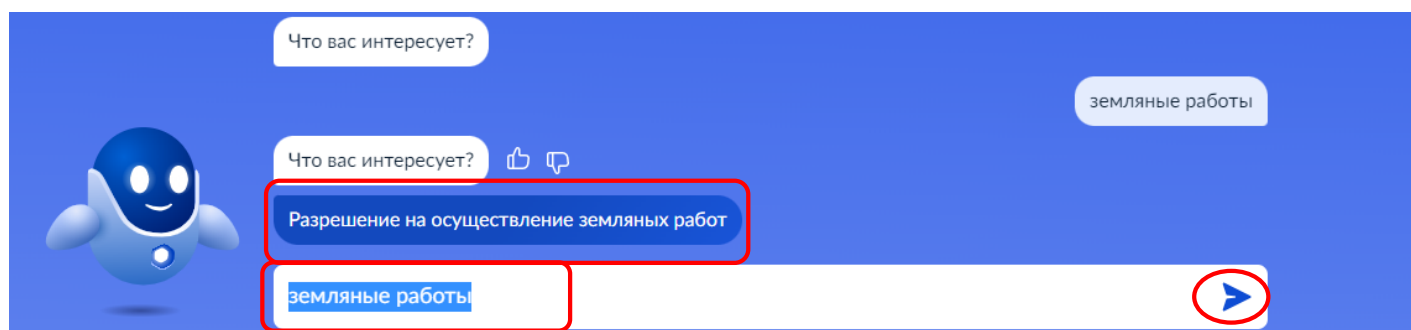 Что вас интересует?
земляные работы
Что вас интересует?
Разрешение на осуществление земляных работ
земляные работы